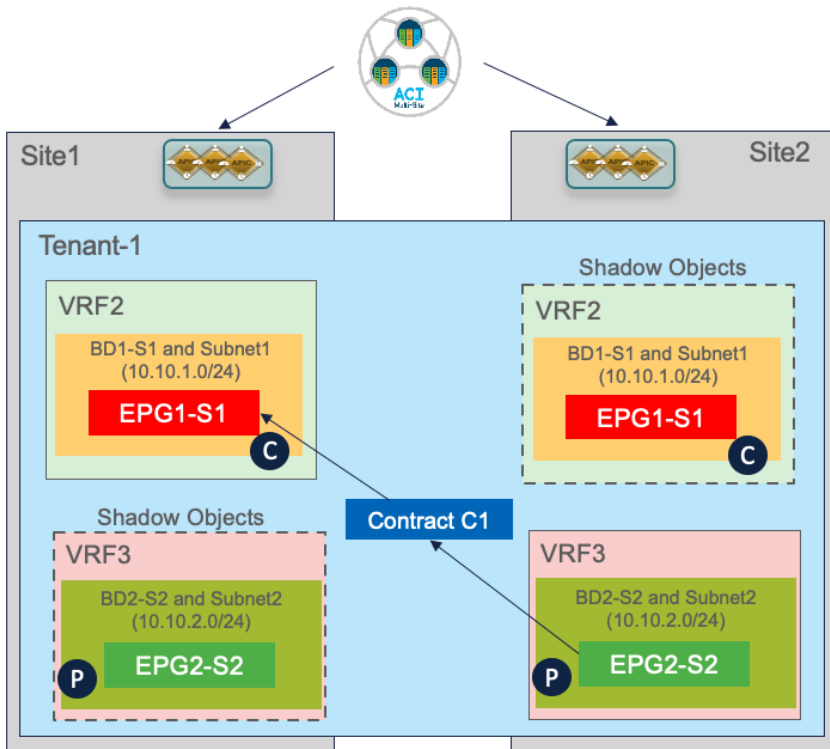 ACI
Multi-Site
Site1
APIC APIC APIC
APIC APIC APIC
Site2
Tenant-1
Shadow Objects
VRF2
BD1-S1 and Subnet1
(10.10.1.0/24)
EPG1-S1
C
VRF2
BD1-S1 and Subnet1
(10.10.1.0/24)
EPG1-S1
C
Contract C1
Shadow Objects
VRF3
BD2-S2 and Subnet2
(10.10.2.0/24)
EPG2-S2
P
VRF3
BD2-S2 and Subnet2
(10.10.2.0/24)
EPG2-S2
P